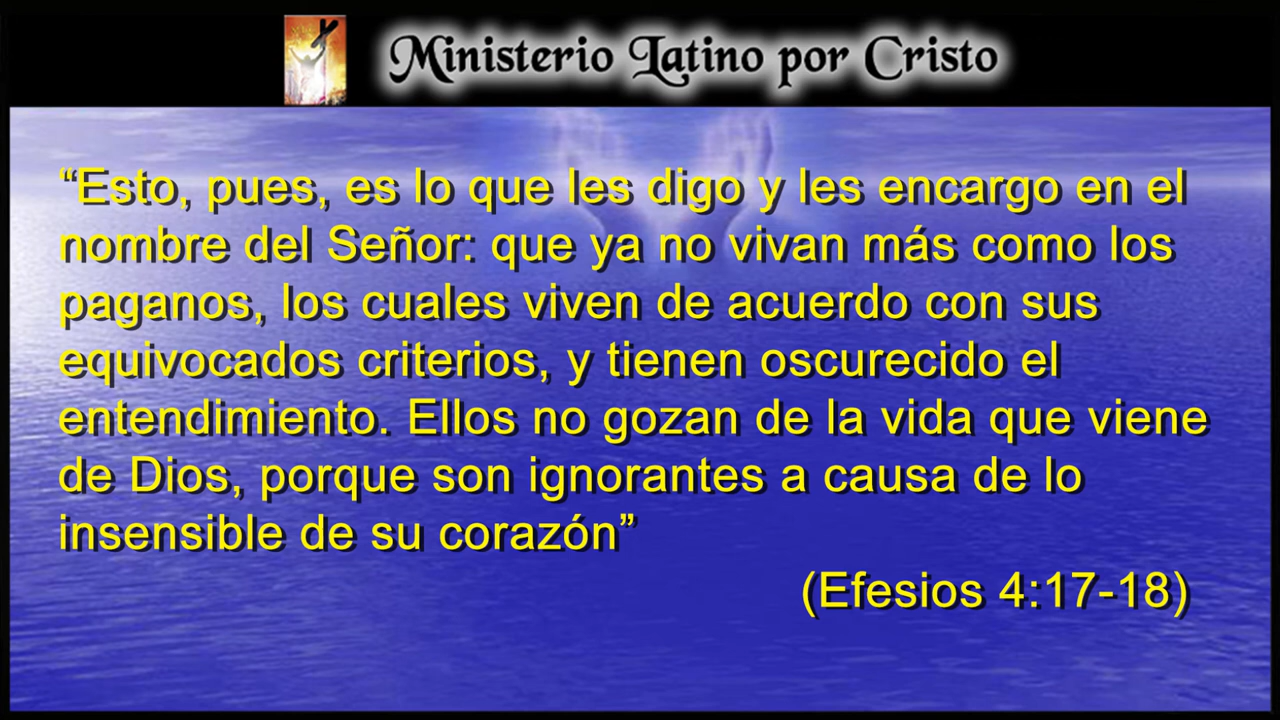 Ministerio Latino por Cristo
“Esto, pues, es lo que les digo y les encargo en el
nombre del Señor: que ya no vivan más como los
paganos, los cuales viven de acuerdo con sus
equivocados criterios, y tienen oscurecido el
entendimiento. Ellos no gozan de la vida que viene
de Dios, porque son ignorantes a causa de lo
insensible de su corazón”
(Efesios 4:17-18)